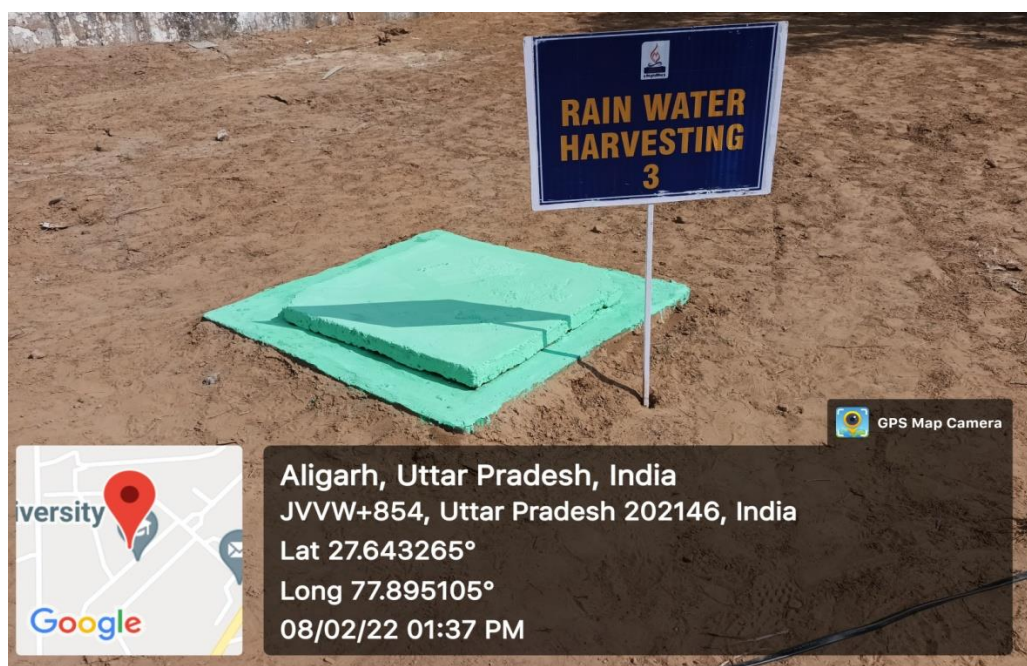 RAIN WATER
HARVESTING
3
GPS Map Camera
iversity
Google
Aligarh, Uttar Pradesh, India
JVVW+854, Uttar Pradesh 202146, India
Lat 27.643265°
Long 77.895105°
08/02/22 01:37 PM